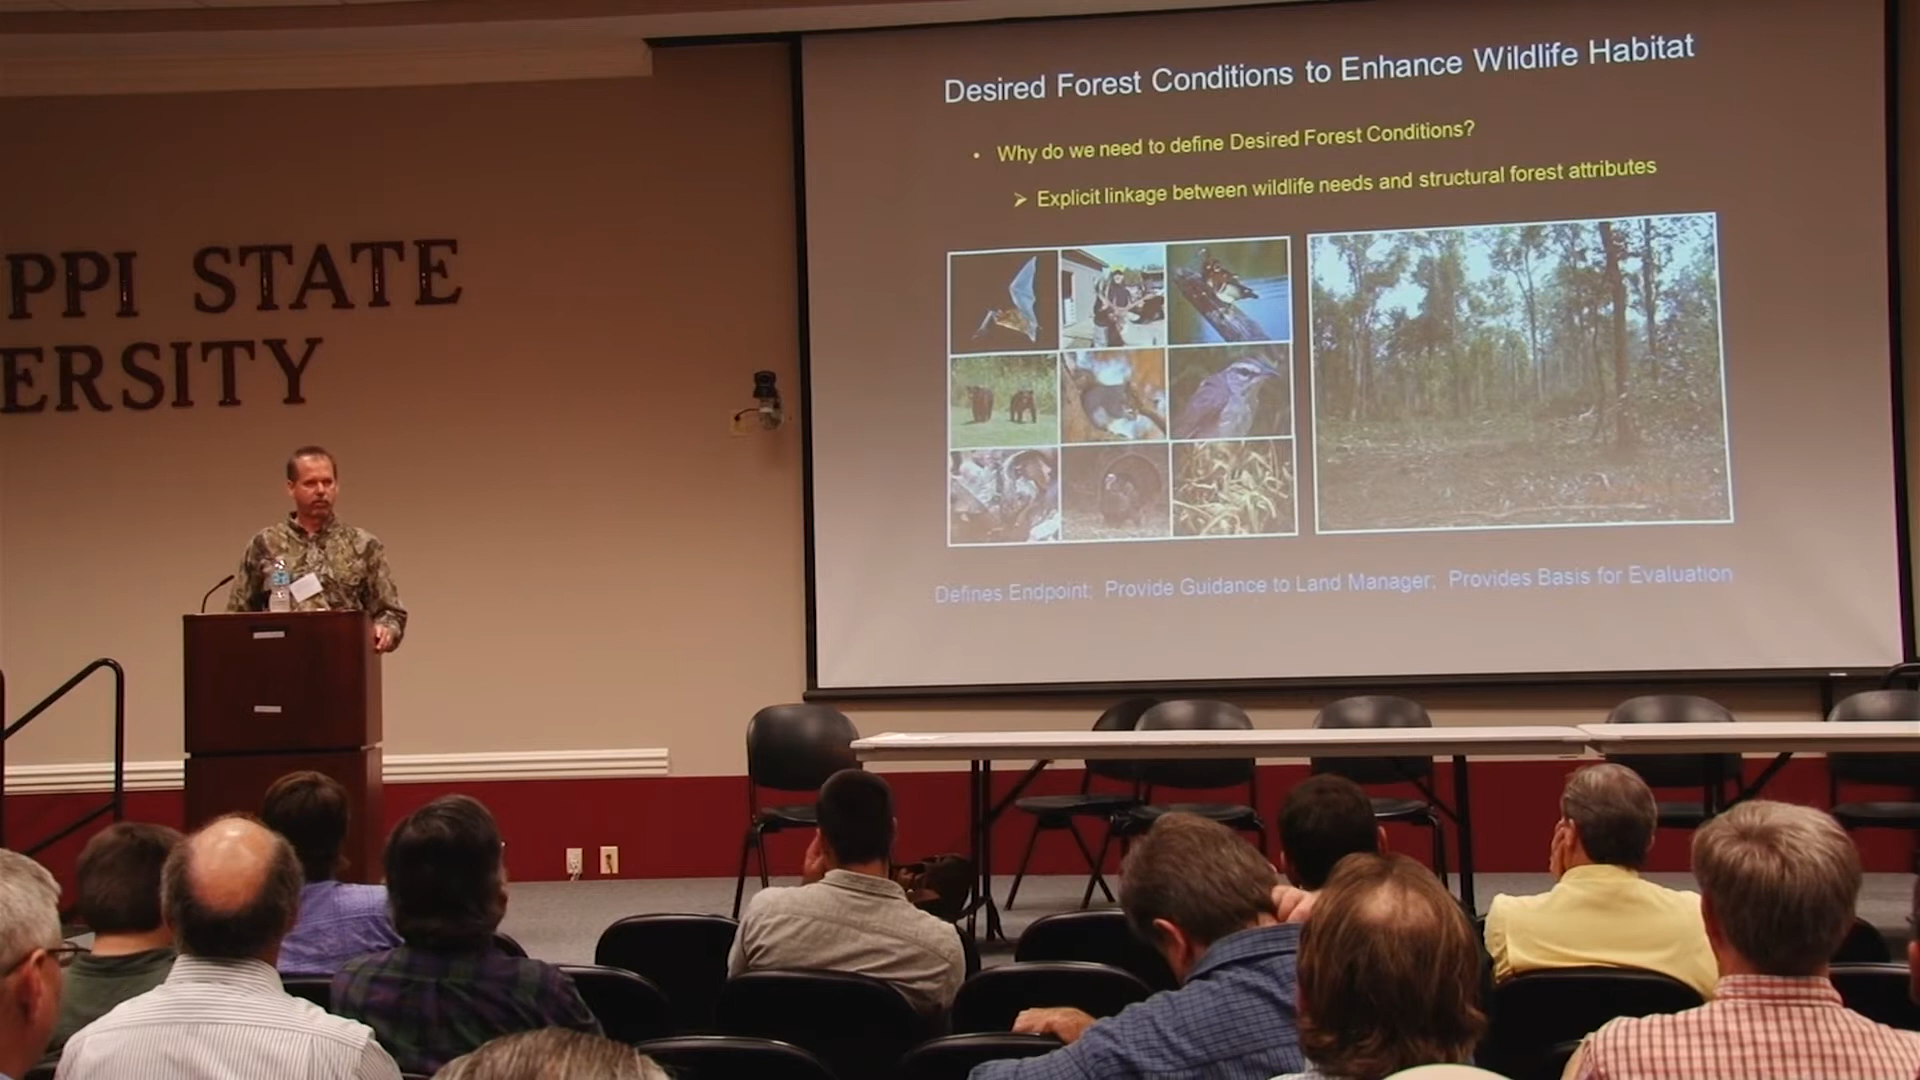 PPI STATE
ERSITY
Desired Forest Conditions to Enhance Wildlife Habitat
• Why do we need to define Desired Forest Conditions?
➢ Explicit linkage between wildlife needs and structural forest attributes
Defines Endpoint; Provide Guidance to Land Manager; Provides Basis for Evaluation